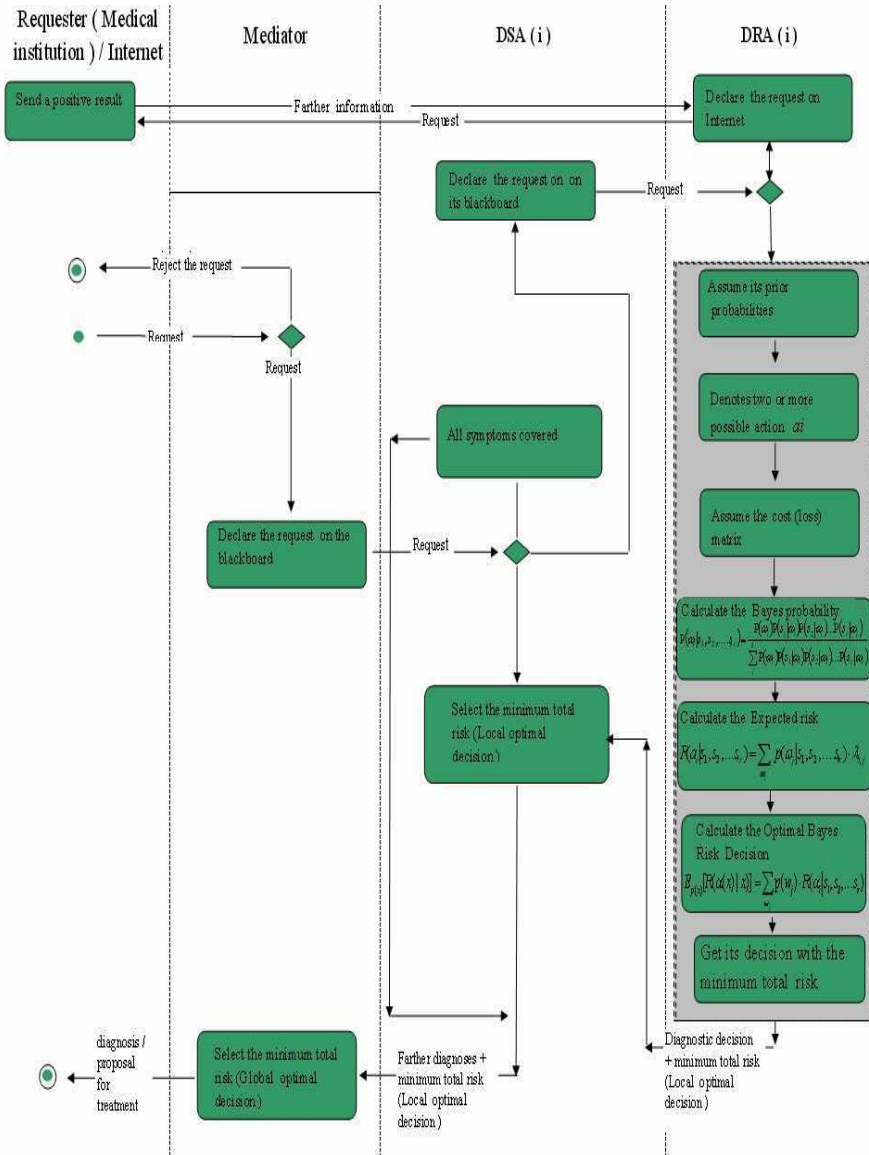 Requester ( Medical
institution ) / Internet
Mediator
DSA ( i )
DRA ( i )
Send a positive result
Farther information
Request
Declare the request on
Internet
Declare the request on on
its blackboard
Request
Reject the request
Request
Request
Assume its prior
probabilities
Denotes two or more
possible action ai
All symptoms covered
Assume the cost (loss)
matrix
Declare the request on the
blackboard
Request
Calculate the Bayes probability
Select the minimum total
risk (Local optimal
decision )
Calculate the Expected risk
Calculate the Optimal Bayes
Risk Decision
Get its decision with the
minimum total risk
diagnosis /
proposal
for
treatment
Select the minimum total
risk (Global optimal
decision )
Farther diagnoses +
minimum total risk
(Local optimal
decision )
Diagnostic decision
+ minimum total risk
(Local optimal
decision )